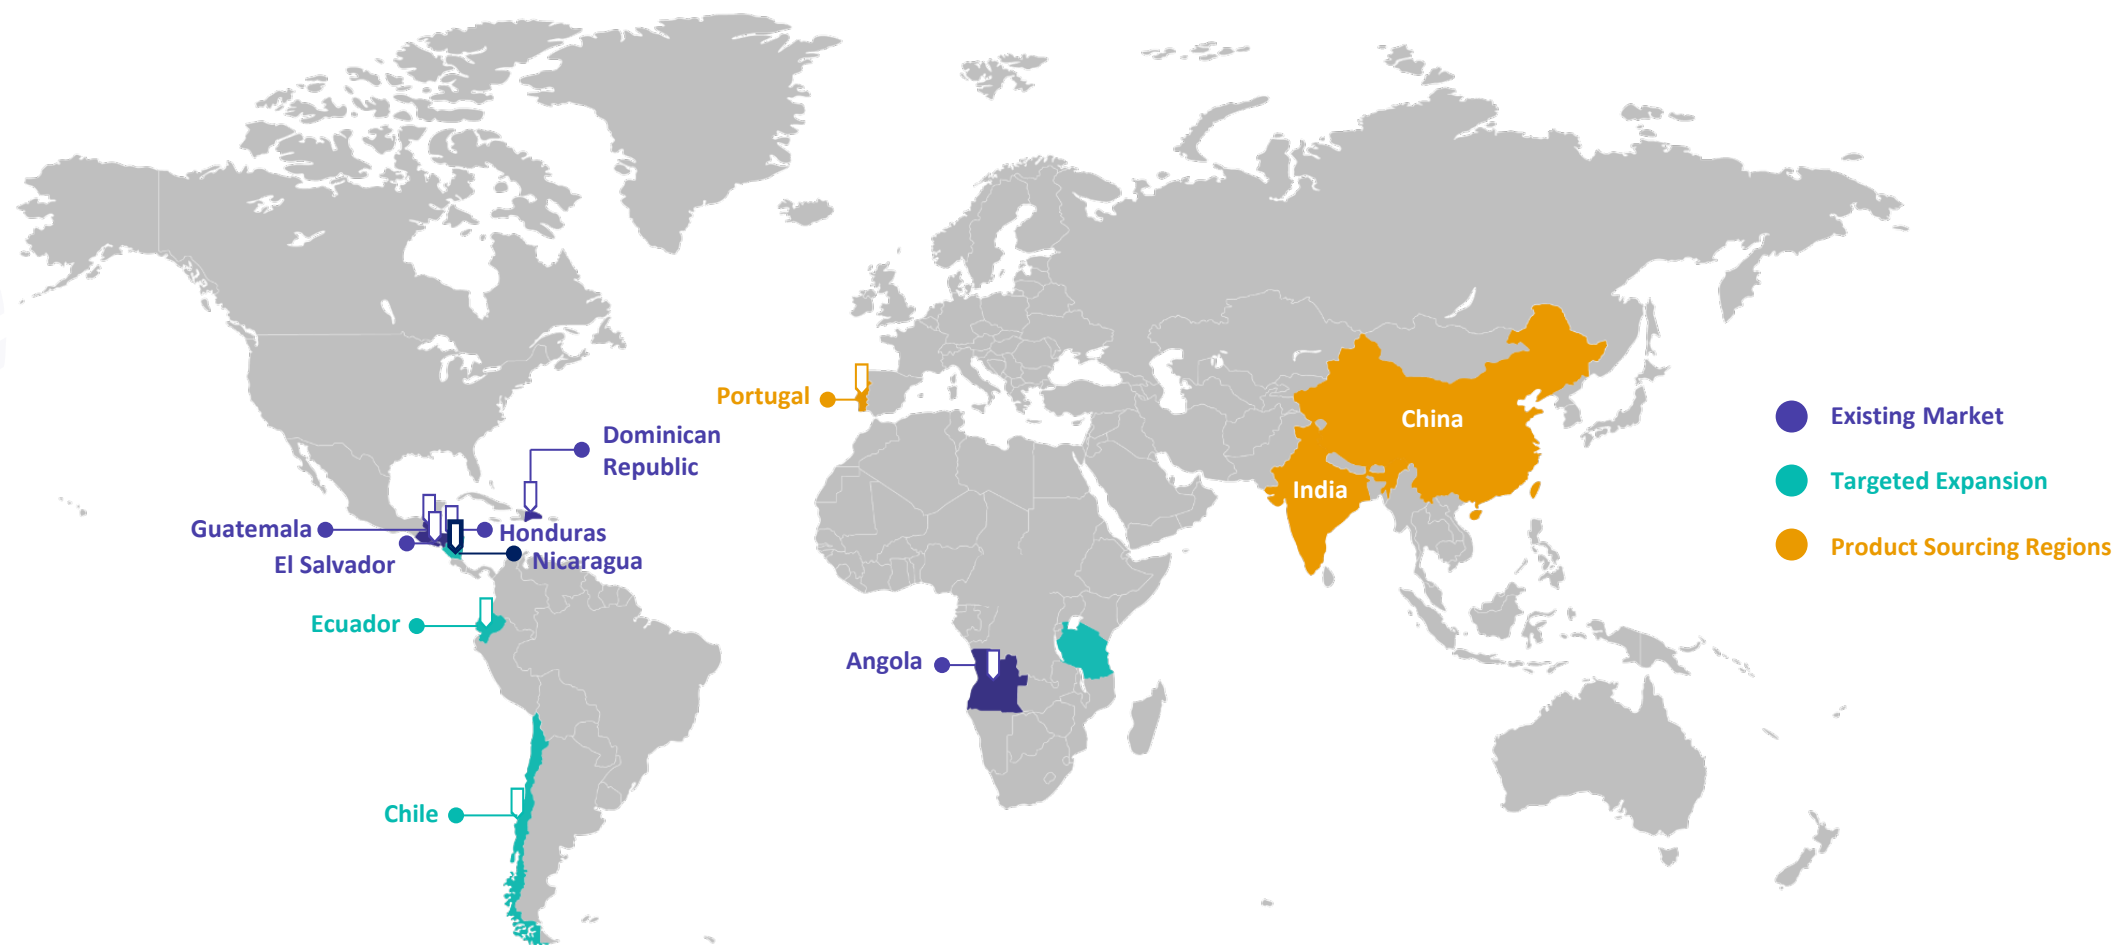 Portugal
China
Dominican
Republic
India
Guatemala
Honduras
El Salvador
Nicaragua
Ecuador
Angola
Chile
Existing Market
Targeted Expansion
Product Sourcing Regions